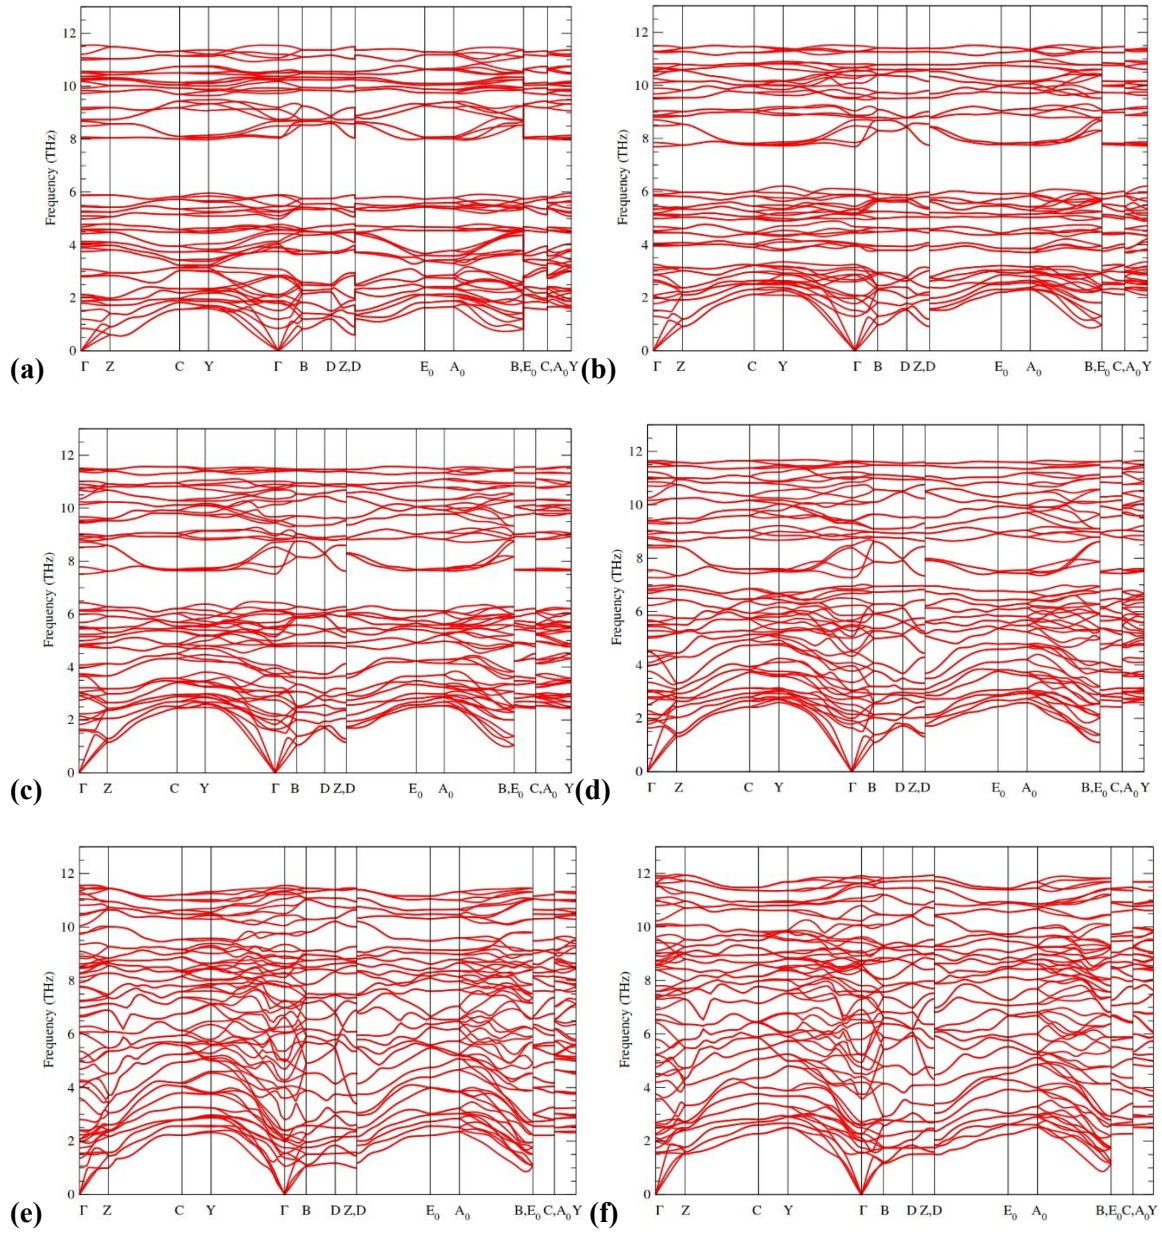 12
10
8
6
4
2
0
Frequency (THz)
(a)
Γ Z C Y Γ B D Z,D E₀ A₀ B,E₀ C,A₀ Y
12
10
8
6
4
2
0
Frequency (THz)
(b)
Γ Z C Y Γ B D Z,D E₀ A₀ B,E₀ C,A₀ Y
12
10
8
6
4
2
0
Frequency (THz)
(c)
Γ Z C Y Γ B D Z,D E₀ A₀ B,E₀ C,A₀ Y
12
10
8
6
4
2
0
Frequency (THz)
(d)
Γ Z C Y Γ B D Z,D E₀ A₀ B,E₀ C,A₀ Y
12
10
8
6
4
2
0
Frequency (THz)
(e)
Γ Z C Y Γ B D Z,D E₀ A₀ B,E₀ C,A₀ Y
12
10
8
6
4
2
0
Frequency (THz)
(f)
Γ Z C Y Γ B D Z,D E₀ A₀ B,E₀ C,A₀ Y